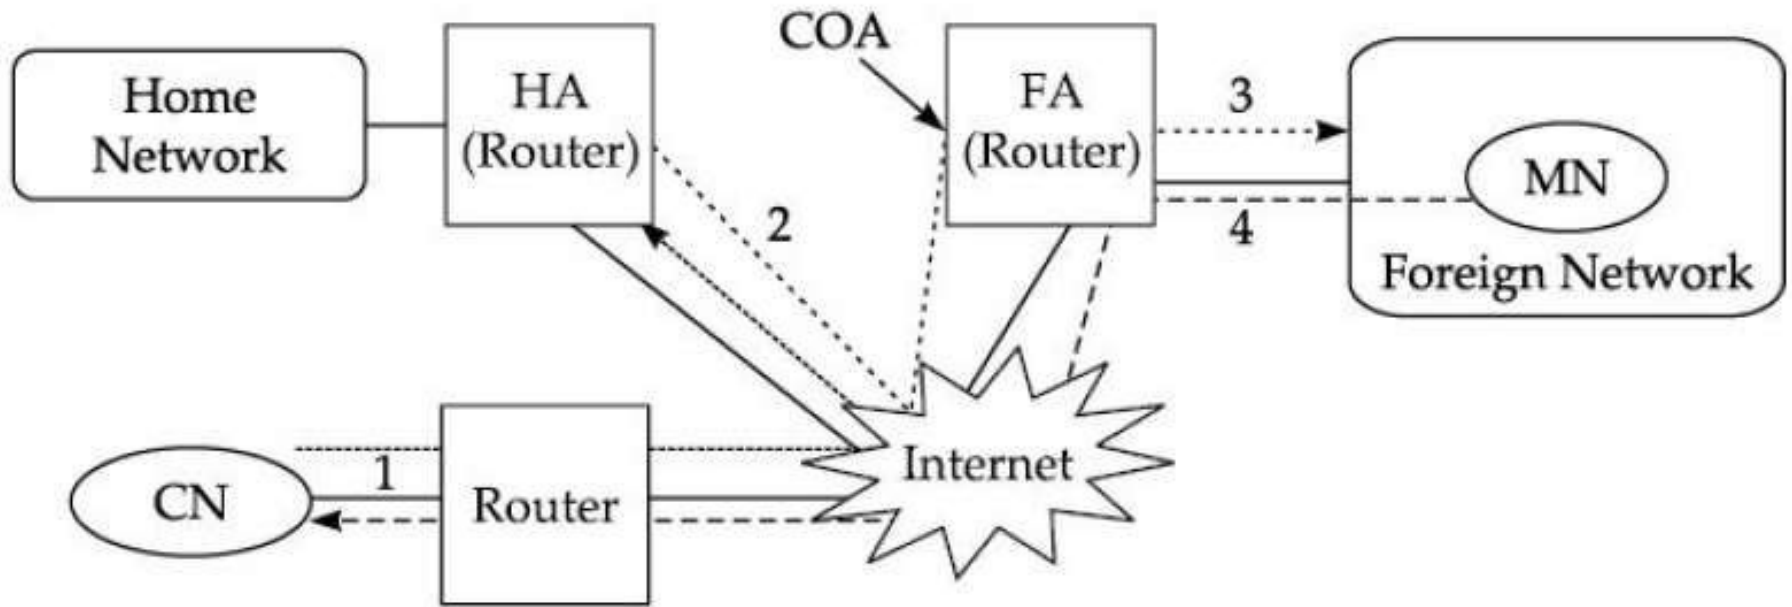 COA
Home
Network
HA
(Router)
FA
(Router)
3
MN
2
4
Foreign Network
1
CN
Router
Internet